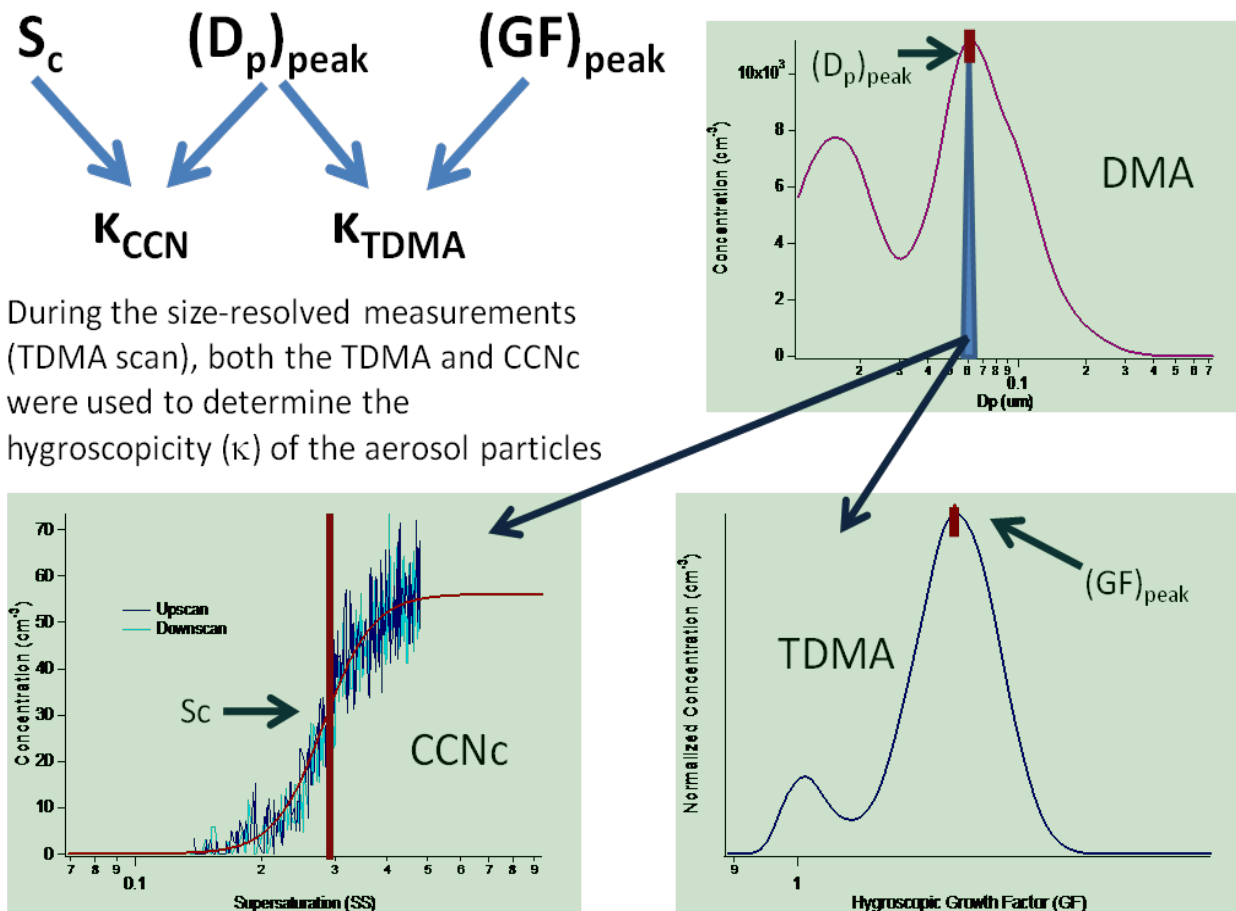 Sc (Dp)peak (GF)peak
κCCN κTDMA
During the size-resolved measurements
(TDMA scan), both the TDMA and CCNc
were used to determine the
hygroscopicity (κ) of the aerosol particles
(Dp)peak
DMA
Concentration (cm-3)
10x10³
8
6
4
2
0
2 3 4 5 6 7 8 9 0.1 2 3 4 5 6 7
Dp (um)
70
60
50
40
30
20
10
0
Concentration (cm-3)
Upscan
Downscan
Sc
CCNc
7 8 9 0.1 2 3 4 5 6 7 8 9
Supersaturation (SS)
Normalized Concentration (cm-3)
(GF)peak
TDMA
9 1
Hygroscopic Growth Factor (GF)